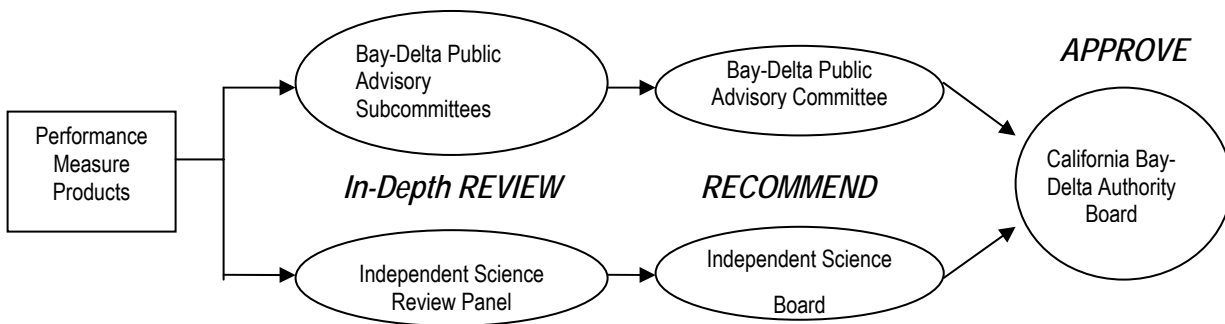 Performance
Measure
Products
Bay-Delta Public
Advisory
Subcommittees
Bay-Delta Public
Advisory Committee
APPROVE
In-Depth REVIEW
RECOMMEND
California Bay-
Delta Authority
Board
Independent Science
Review Panel
Independent Science
Board